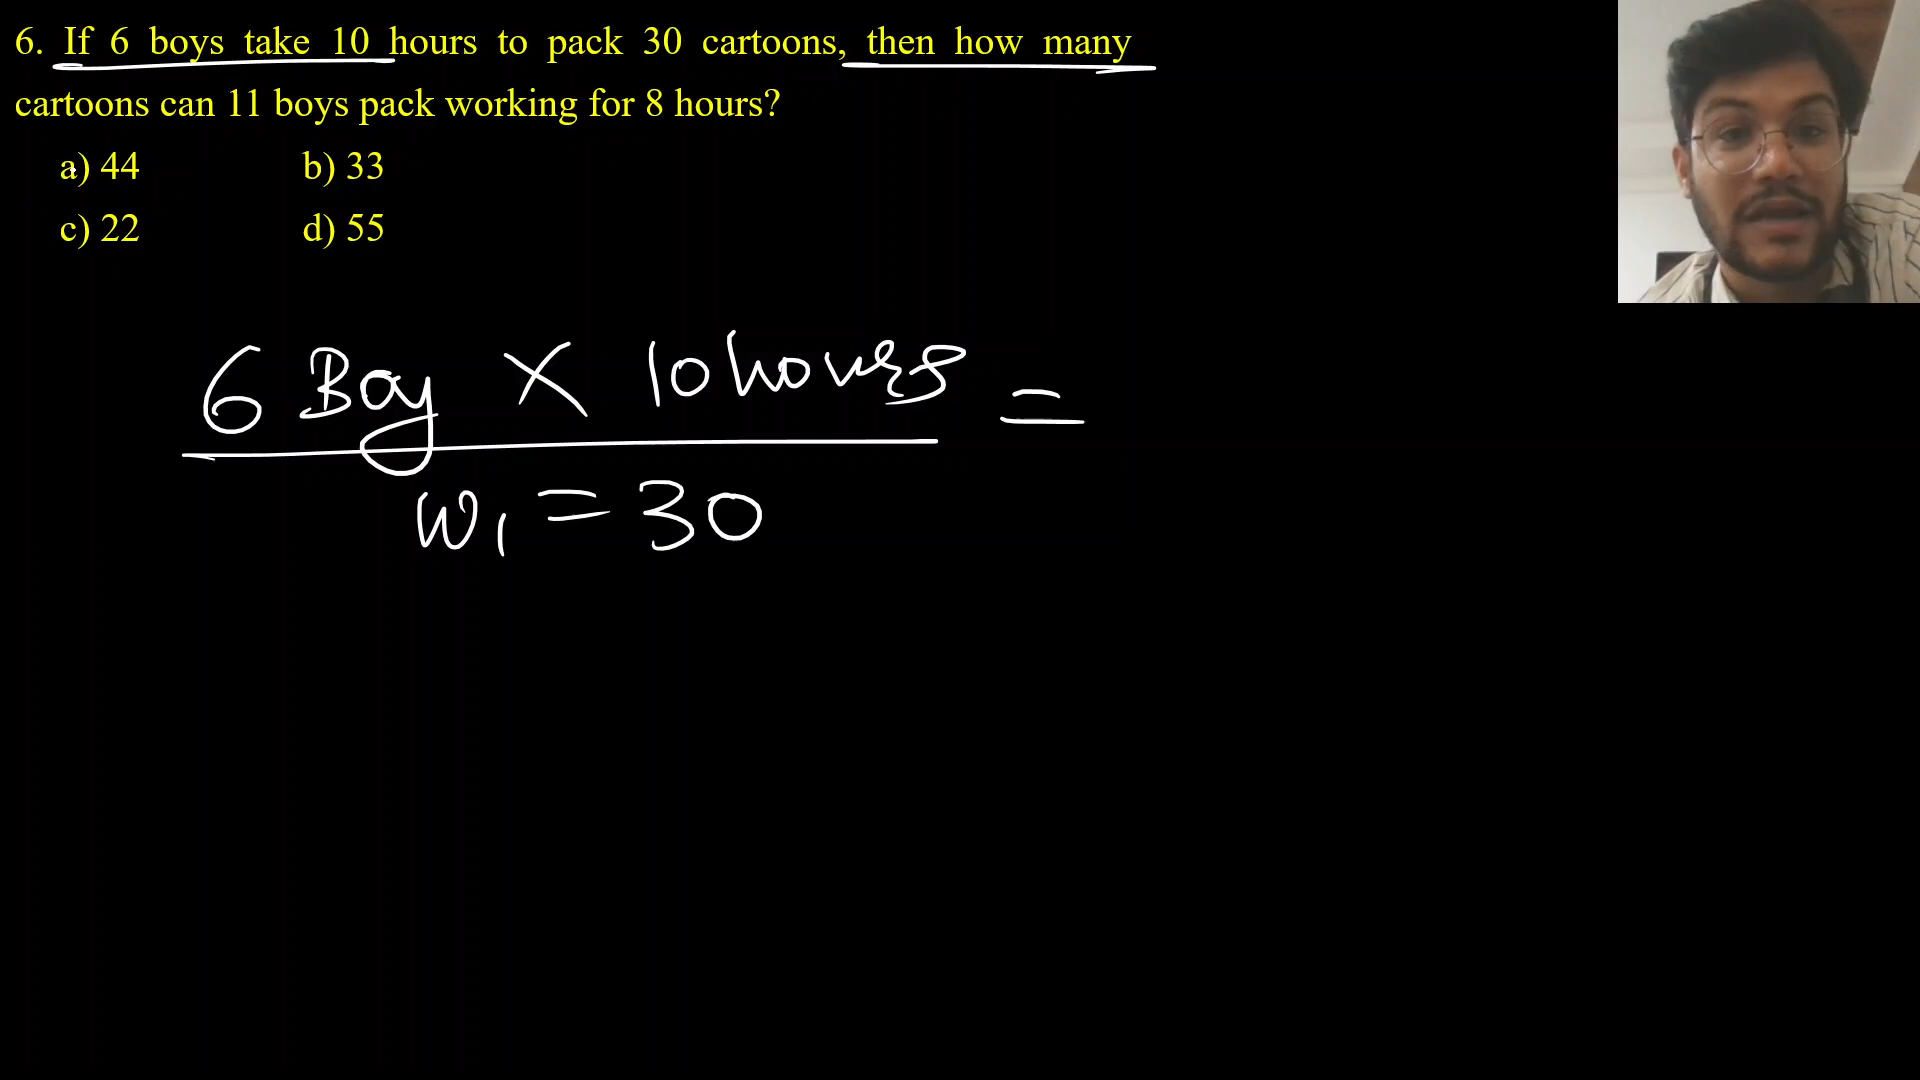 6. If 6 boys take 10 hours to pack 30 cartoons, then how many
cartoons can 11 boys pack working for 8 hours?
a) 44 b) 33
c) 22 d) 55
6 Boy × 10 hours =
W₁ = 30